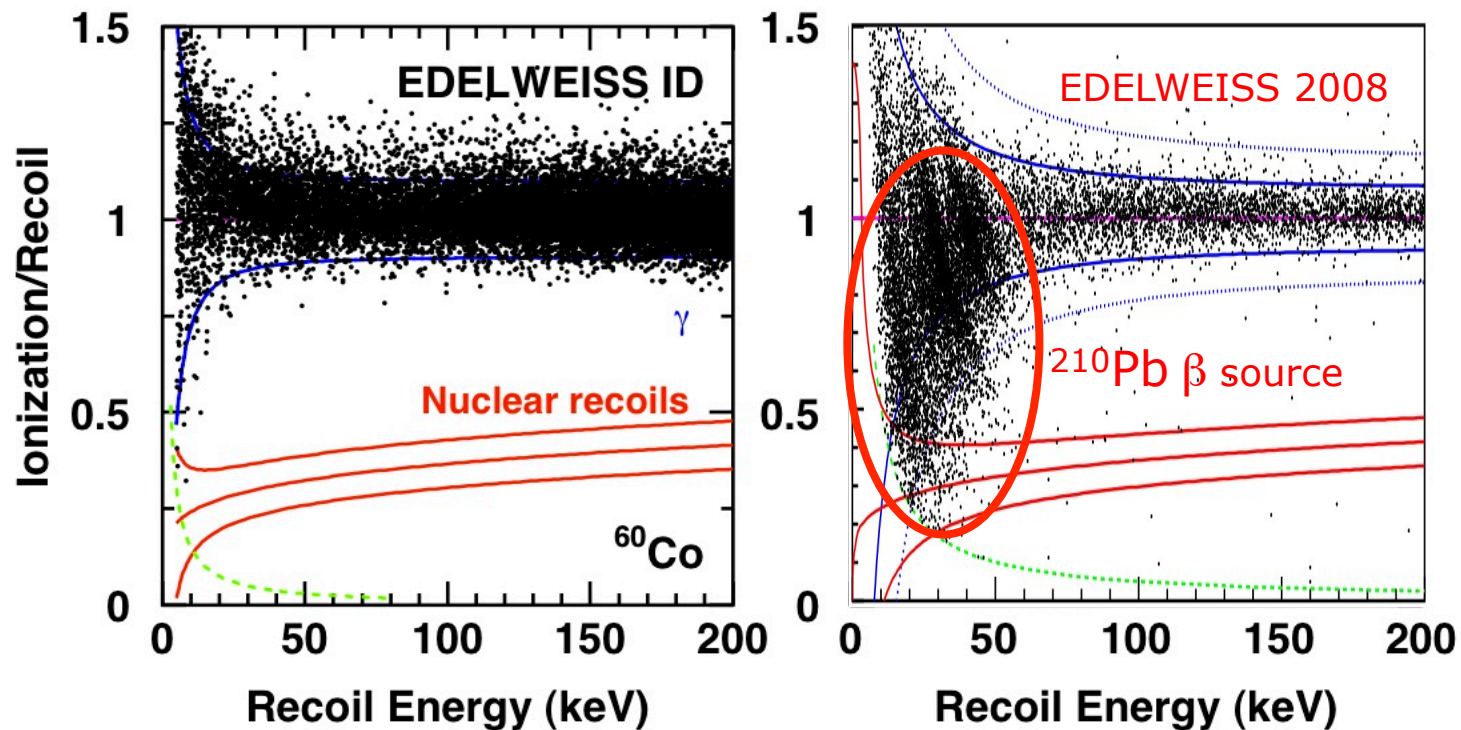 1.5
EDELWEISS ID
1
γ
Nuclear recoils
0.5
⁶⁰Co
0
0 50 100 150 200
Recoil Energy (keV)
Ionization/Recoil
1.5
EDELWEISS 2008
1
²¹⁰Pb β source
0.5
0
0 50 100 150 200
Recoil Energy (keV)